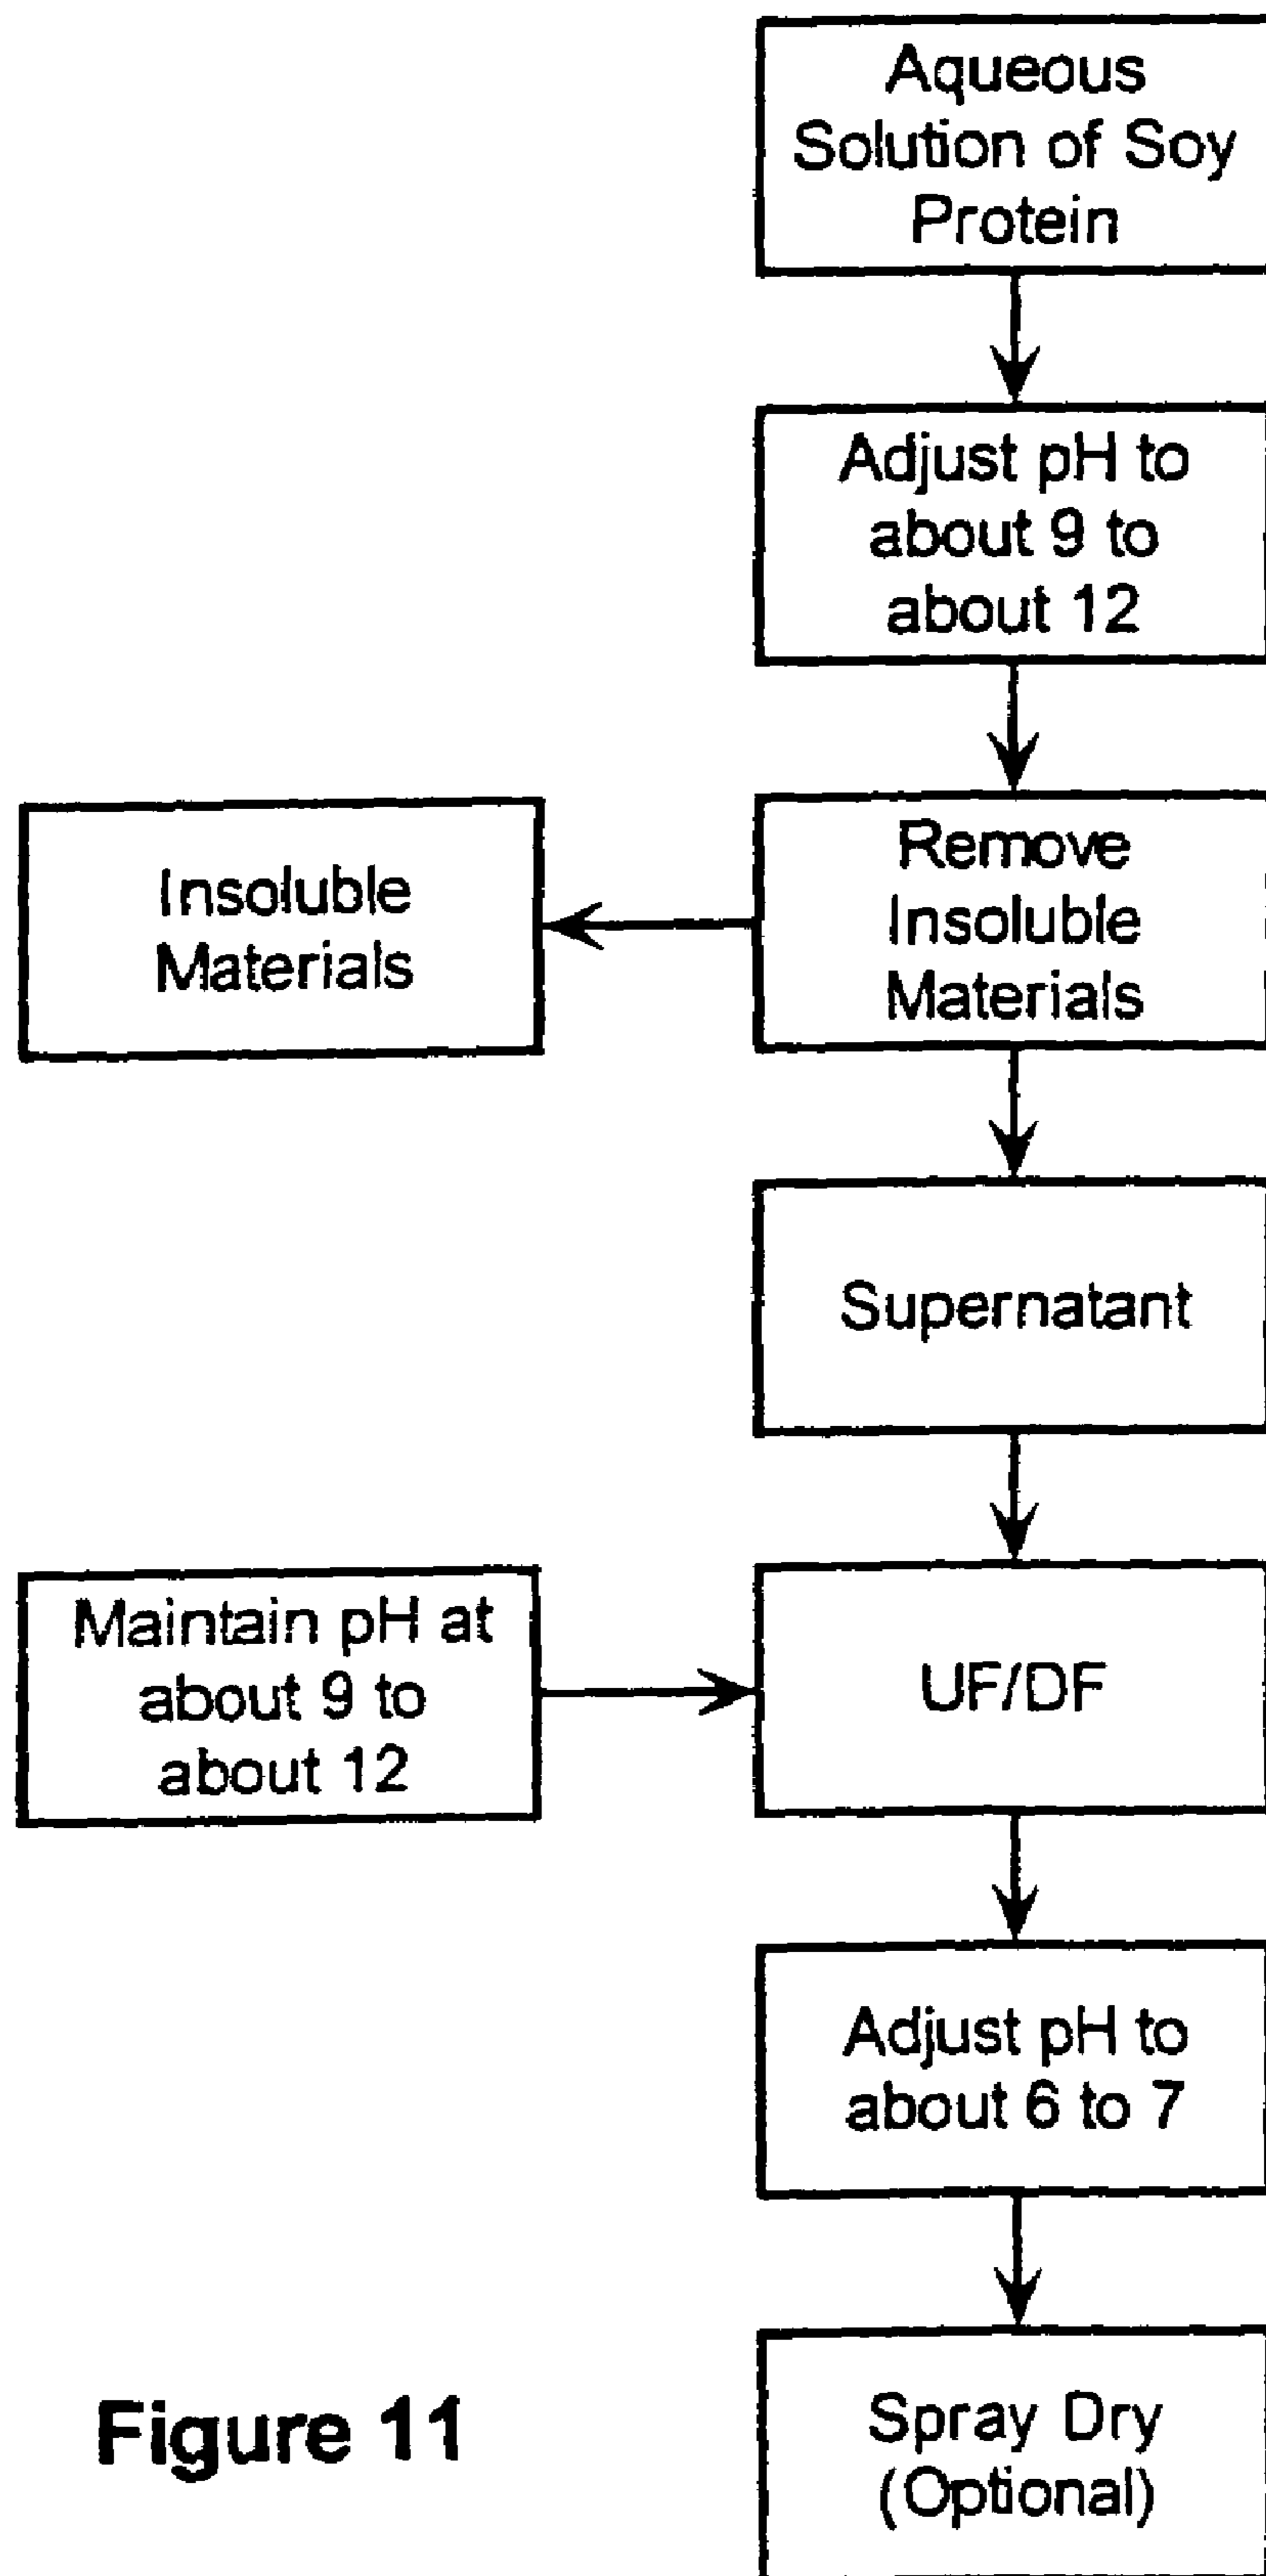 Aqueous
Solution of Soy
Protein
Adjust pH to
about 9 to
about 12
Remove
Insoluble
Materials
Insoluble
Materials
Supernatant
Maintain pH at
about 9 to
about 12
UF/DF
Adjust pH to
about 6 to 7
Spray Dry
(Optional)
Figure 11